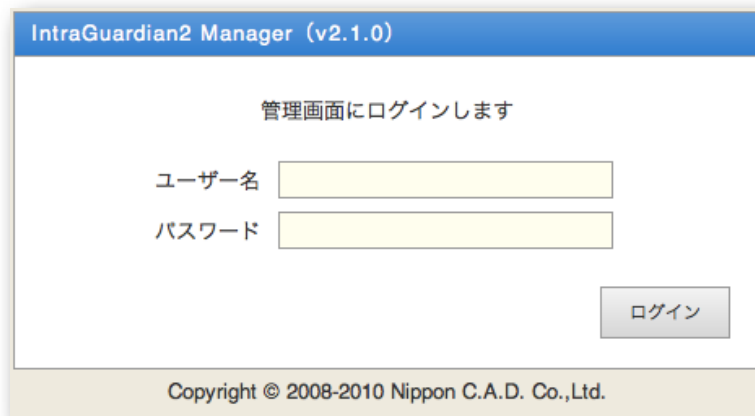 IntraGuardian2 Manager（v2.1.0）
管理画面にログインします
ユーザー名
パスワード
ログイン
Copyright © 2008-2010 Nippon C.A.D. Co.,Ltd.